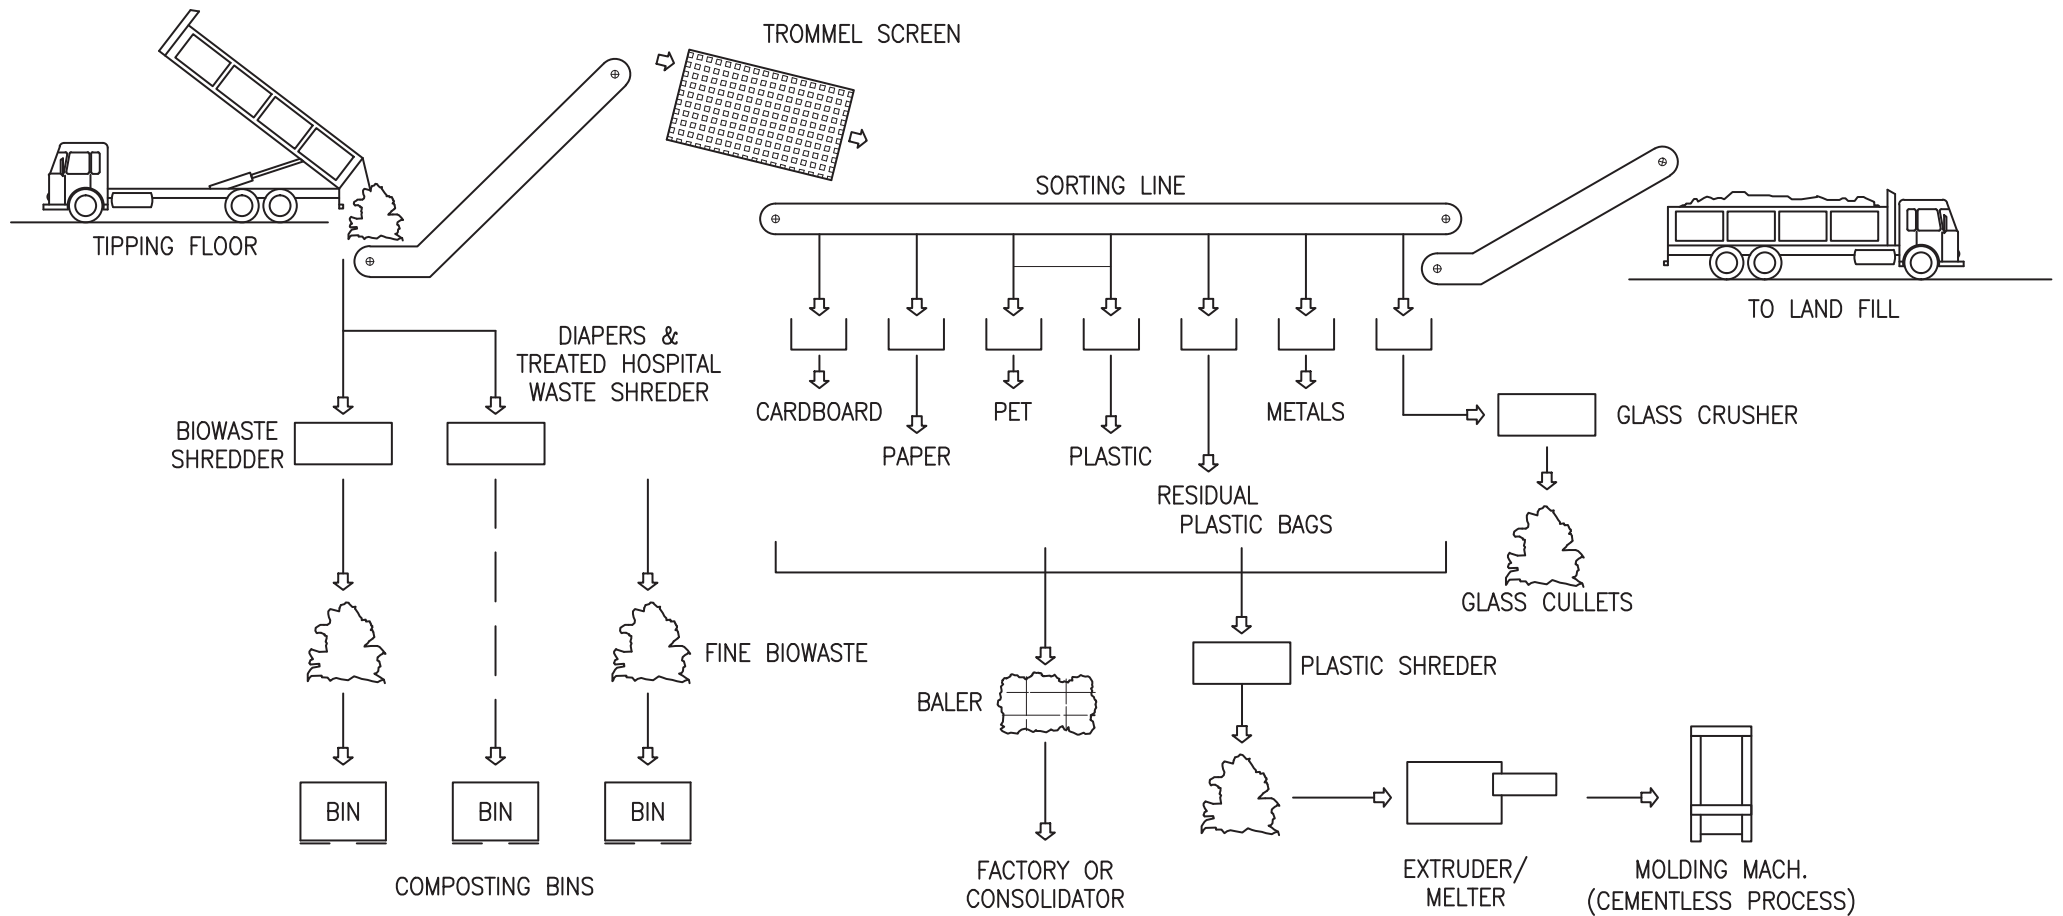 TROMMEL SCREEN
SORTING LINE
TIPPING FLOOR
TO LAND FILL
DIAPERS &
TREATED HOSPITAL
WASTE SHREDER
BIOWASTE
SHREDDER
CARDBOARD
PET
METALS
GLASS CRUSHER
PAPER
PLASTIC
RESIDUAL
PLASTIC BAGS
GLASS CULLETS
FINE BIOWASTE
PLASTIC SHREDER
BALER
BIN
BIN
BIN
COMPOSTING BINS
FACTORY OR
CONSOLIDATOR
EXTRUDER/
MELTER
MOLDING MACH.
(CEMENTLESS PROCESS)